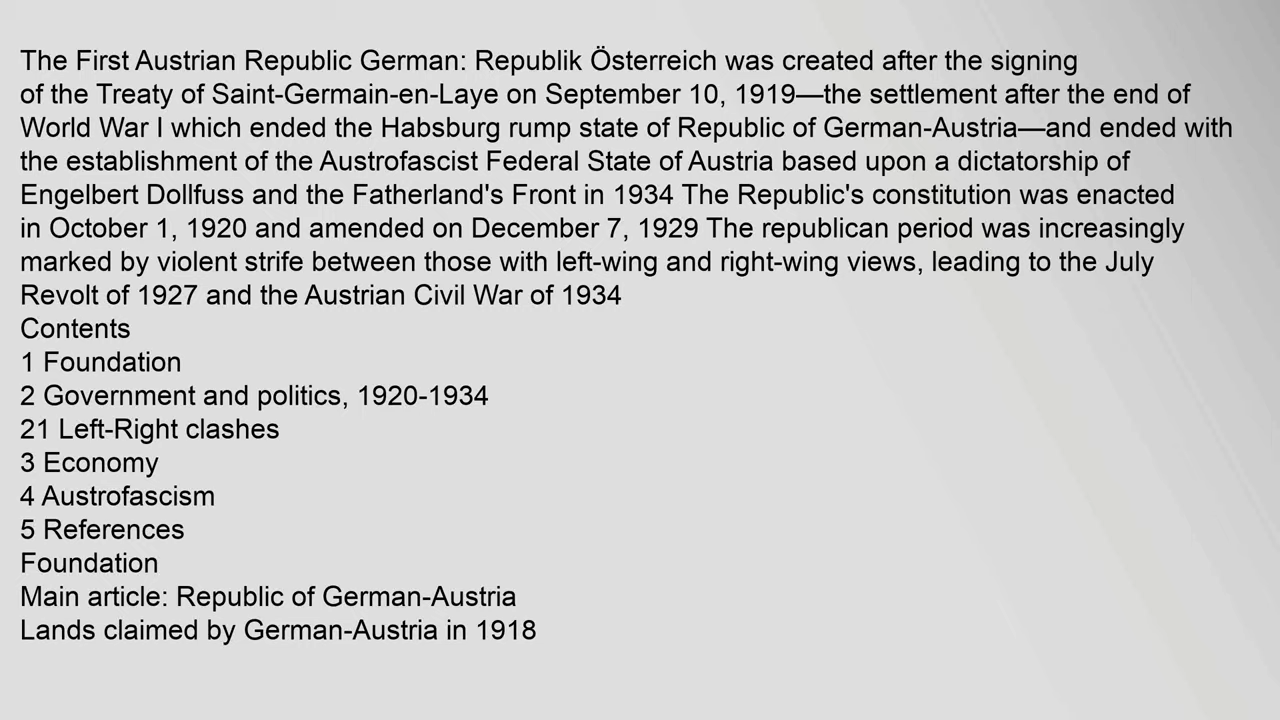 The First Austrian Republic German: Republik Österreich was created after the signing
of the Treaty of Saint-Germain-en-Laye on September 10, 1919—the settlement after the end of
World War I which ended the Habsburg rump state of Republic of German-Austria—and ended with
the establishment of the Austrofascist Federal State of Austria based upon a dictatorship of
Engelbert Dollfuss and the Fatherland's Front in 1934 The Republic's constitution was enacted
in October 1, 1920 and amended on December 7, 1929 The republican period was increasingly
marked by violent strife between those with left-wing and right-wing views, leading to the July
Revolt of 1927 and the Austrian Civil War of 1934
Contents
1 Foundation
2 Government and politics, 1920-1934
21 Left-Right clashes
3 Economy
4 Austrofascism
5 References
Foundation
Main article: Republic of German-Austria
Lands claimed by German-Austria in 1918